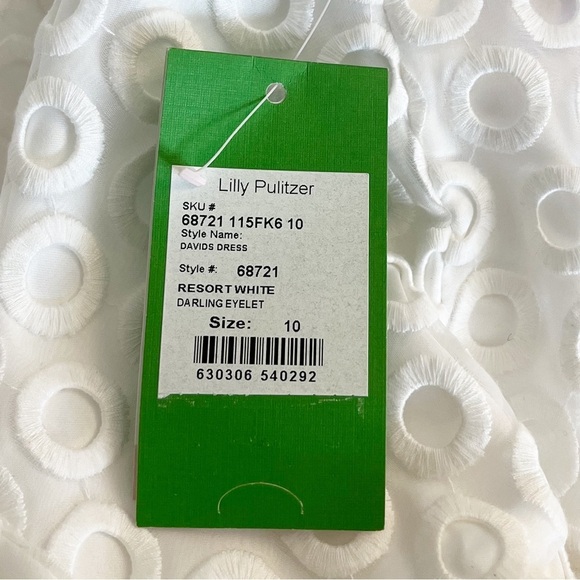 Lilly Pulitzer
SKU #
68721 115FK6 10
Style Name:
DAVIDS DRESS
Style #: 68721
RESORT WHITE
DARLING EYELET
Size: 10
630306 540292